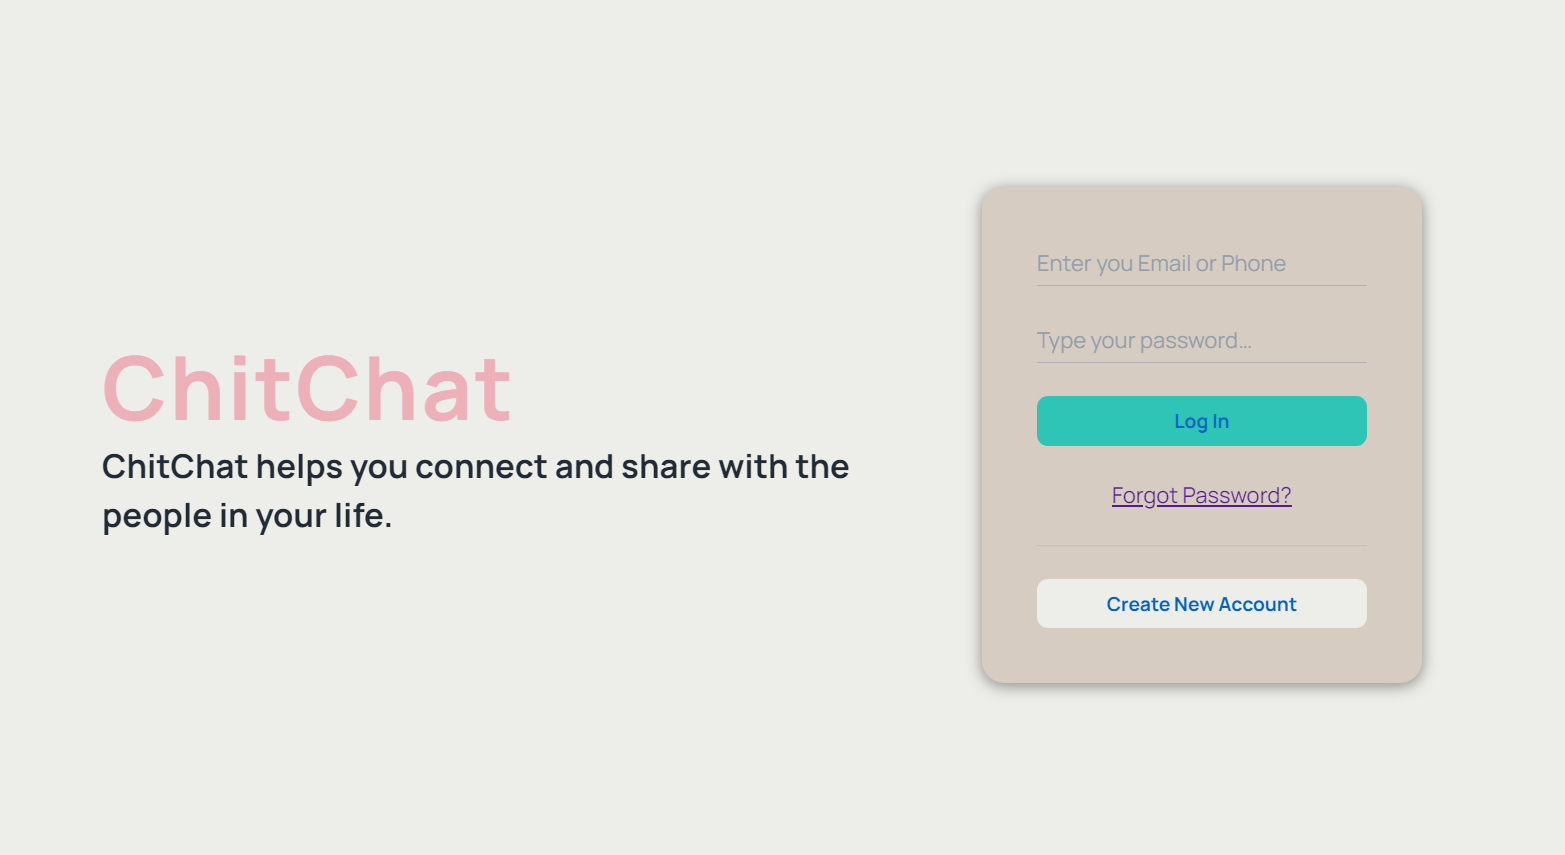 ChitChat
ChitChat helps you connect and share with the
people in your life.
Enter you Email or Phone
Type your password...
Log In
Forgot Password?
Create New Account